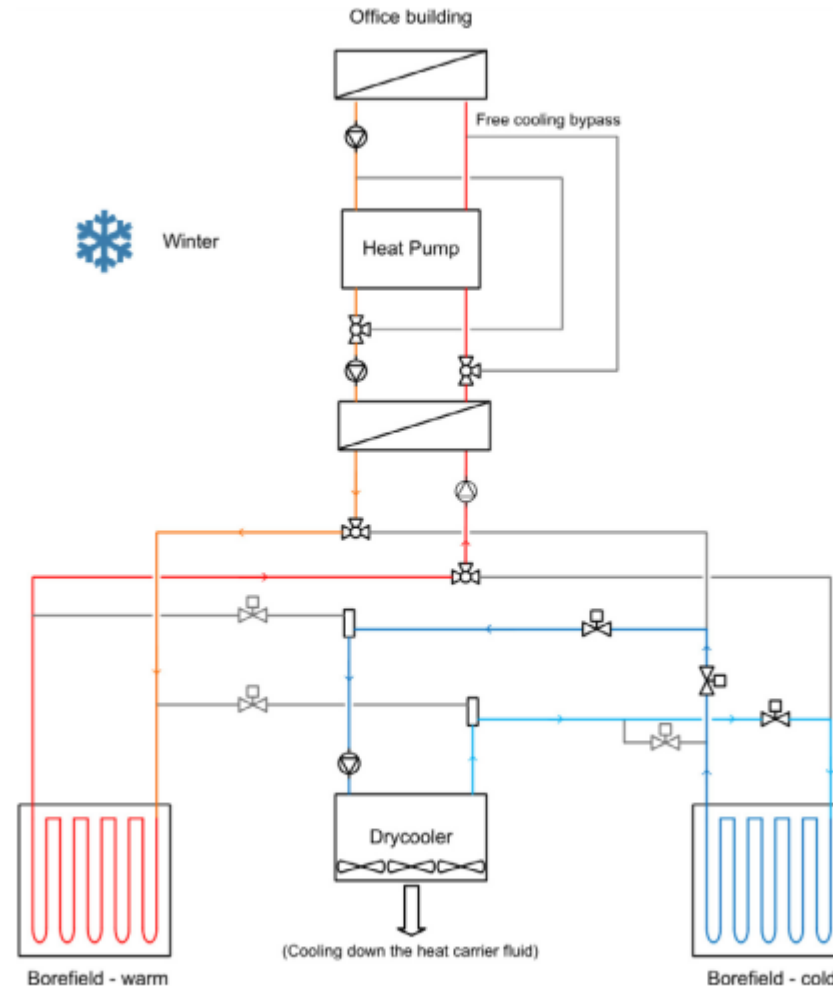 Office building
Free cooling bypass
Winter
Heat Pump
Drycooler
(Cooling down the heat carrier fluid)
Borefield - warm
Borefield - cold